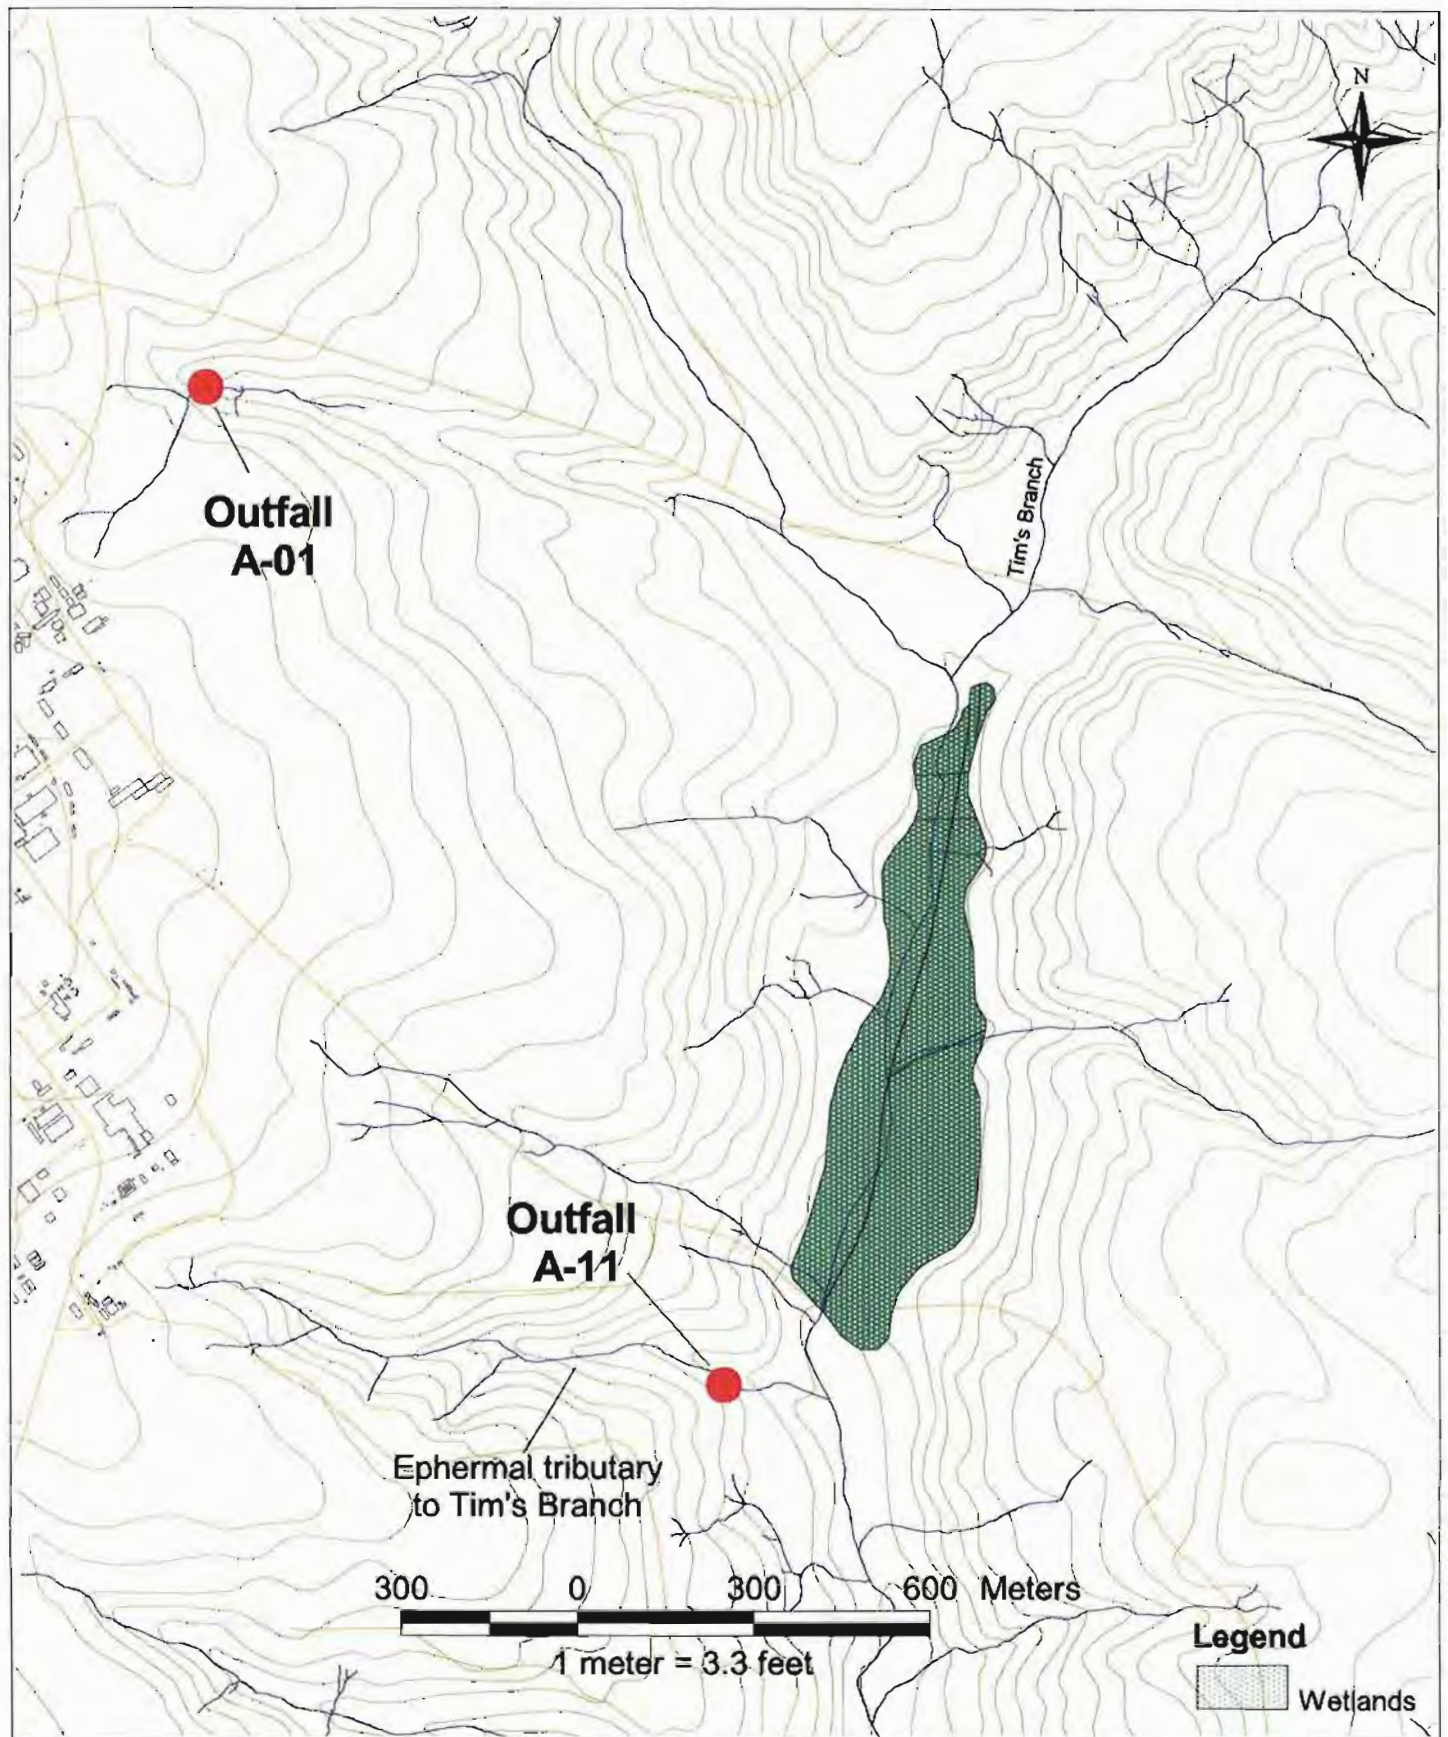 N
Outfall
A-01
Tim's Branch
Outfall
A-11
Ephermal tributary
to Tim's Branch
300 0 300 600 Meters
1 meter = 3.3 feet
Legend
Wetlands